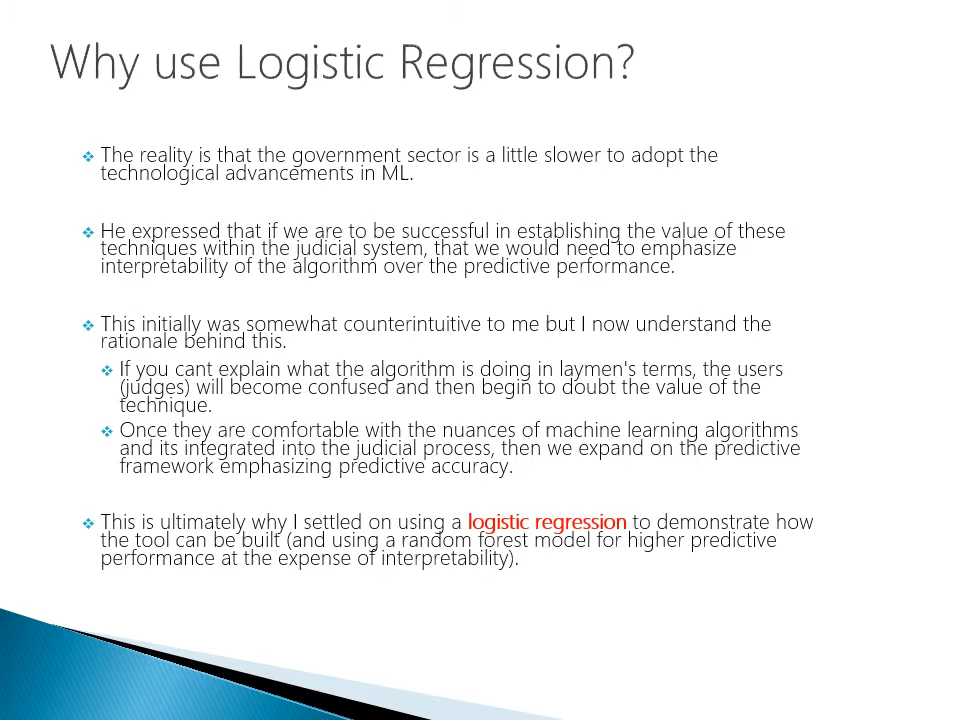 Why use Logistic Regression?
❖ The reality is that the government sector is a little slower to adopt the
technological advancements in ML.
❖ He expressed that if we are to be successful in establishing the value of these
techniques within the judicial system, that we would need to emphasize
interpretability of the algorithm over the predictive performance.
❖ This initially was somewhat counterintuitive to me but I now understand the
rationale behind this.
❖ If you cant explain what the algorithm is doing in laymen's terms, the users
(judges) will become confused and then begin to doubt the value of the
technique.
❖ Once they are comfortable with the nuances of machine learning algorithms
and its integrated into the judicial process, then we expand on the predictive
framework emphasizing predictive accuracy.
❖ This is ultimately why I settled on using a logistic regression to demonstrate how
the tool can be built (and using a random forest model for higher predictive
performance at the expense of interpretability).